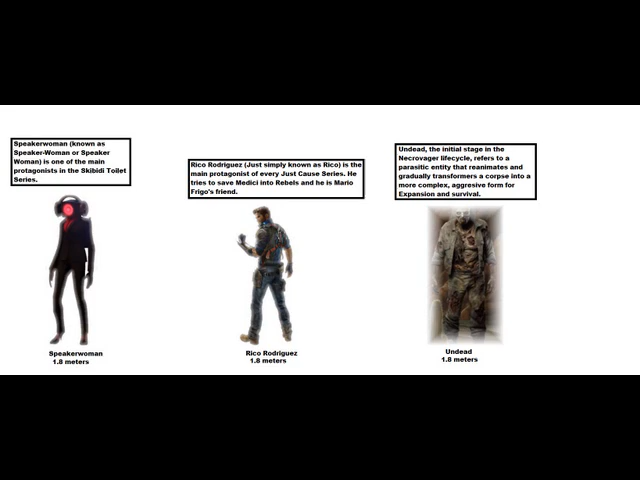 Speakerwoman (known as
Speaker-Woman or Speaker
Woman) is one of the main
protagonists in the Skibidi Toilet
Series.
Rico Rodriguez (Just simply known as Rico) is the
main protagonist of every Just Cause Series. He
tries to save Medici into Rebels and he is Mario
Frigo's friend.
Undead, the initial stage in the
Necrovager lifecycle, refers to a
parasitic entity that reanimates and
gradually transformers a corpse into a
more complex, aggresive form for
Expansion and survival.
Speakerwoman
1.8 meters
Rico Rodriguez
1.8 meters
Undead
1.8 meters